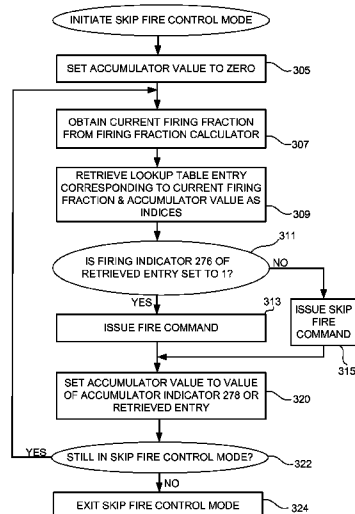 INITIATE SKIP FIRE CONTROL MODE
SET ACCUMULATOR VALUE TO ZERO
305
OBTAIN CURRENT FIRING FRACTION
FROM FIRING FRACTION CALCULATOR
307
RETRIEVE LOOKUP TABLE ENTRY
CORRESPONDING TO CURRENT FIRING
FRACTION & ACCUMULATOR VALUE AS
INDICES
309
311
IS FIRING INDICATOR 276 OF
RETRIEVED ENTRY SET TO 1?
NO
YES
313
ISSUE FIRE COMMAND
ISSUE SKIP
FIRE
COMMAND
315
SET ACCUMULATOR VALUE TO VALUE
OF ACCUMULATOR INDICATOR 278 OR
RETRIEVED ENTRY
320
YES
STILL IN SKIP FIRE CONTROL MODE?
322
NO
EXIT SKIP FIRE CONTROL MODE
324